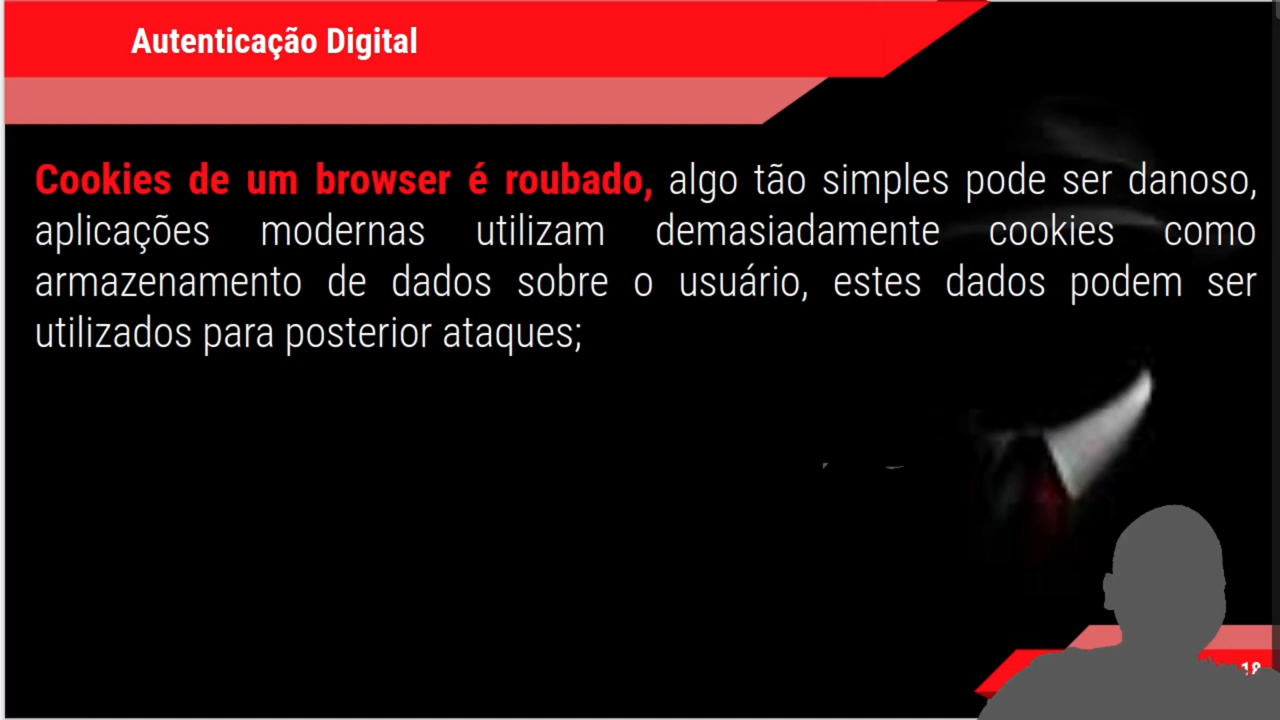 Autenticação Digital
Cookies de um browser é roubado, algo tão simples pode ser danoso,
aplicações modernas utilizam demasiadamente cookies como
armazenamento de dados sobre o usuário, estes dados podem ser
utilizados para posterior ataques;